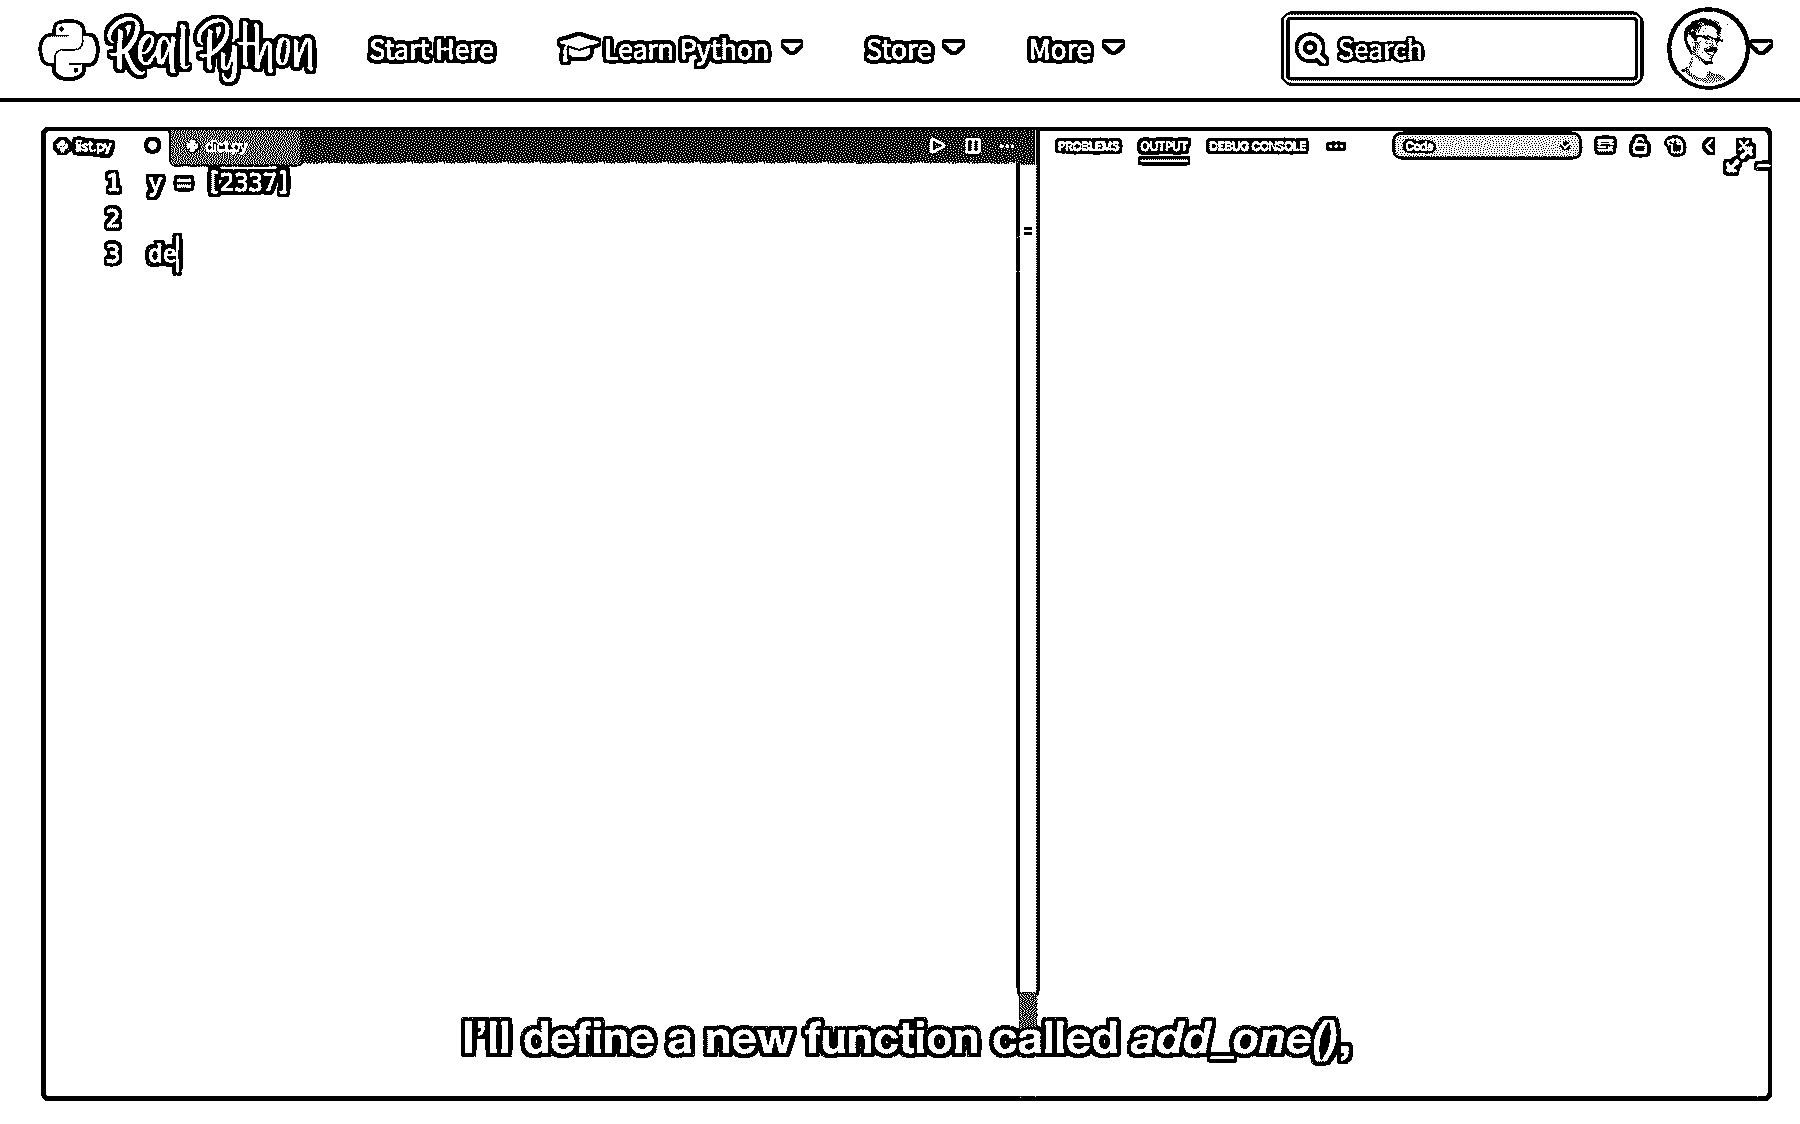 Real Python Start Here Learn Python Store More Search
list.py dict.py PROBLEMS OUTPUT DEBUG CONSOLE ... Code
1 y = [2337]
2
3 de
I'll define a new function called add_one(),